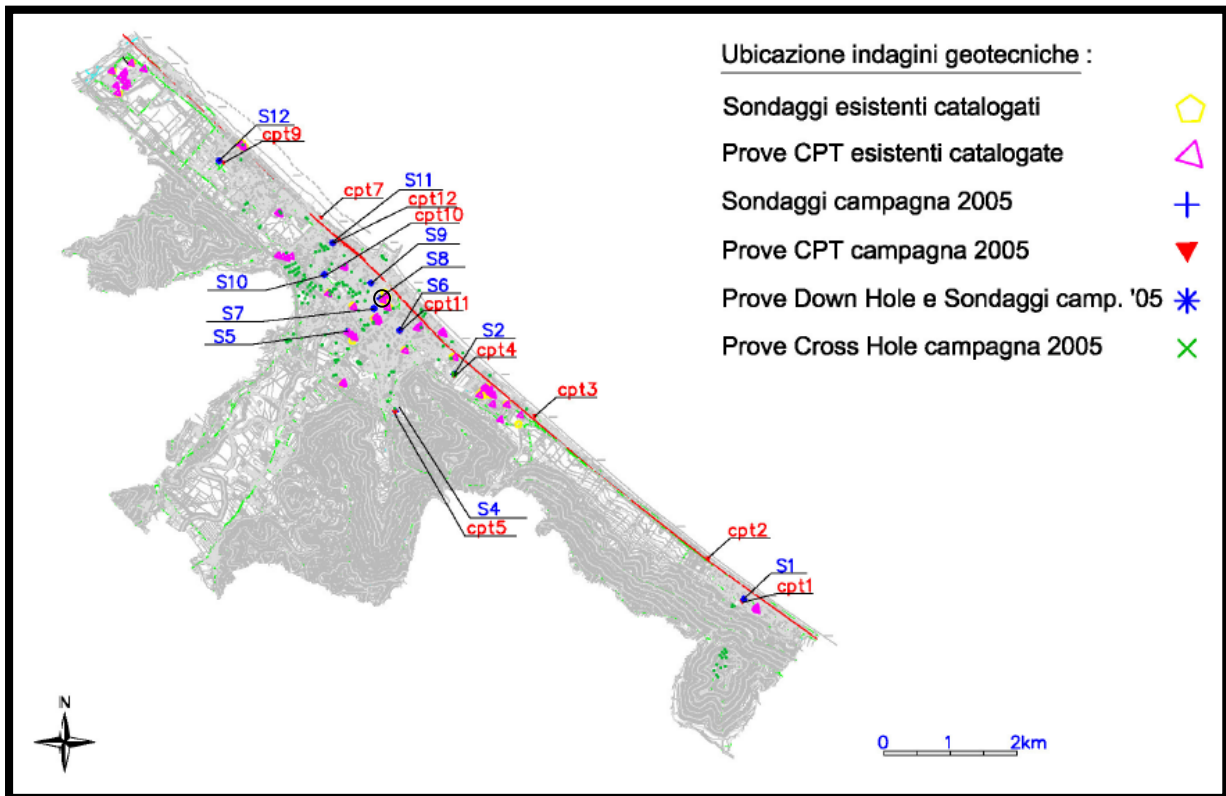 Ubicazione indagini geotecniche :
Sondaggi esistenti catalogati
Prove CPT esistenti catalogate
Sondaggi campagna 2005
Prove CPT campagna 2005
Prove Down Hole e Sondaggi camp. '05
Prove Cross Hole campagna 2005
S12
cpt9
S11
cpt7
cpt12
cpt10
S9
S8
S10
S6
S7
cpt11
S5
S2
cpt4
cpt3
S4
cpt5
cpt2
S1
cpt1
N
0 1 2km